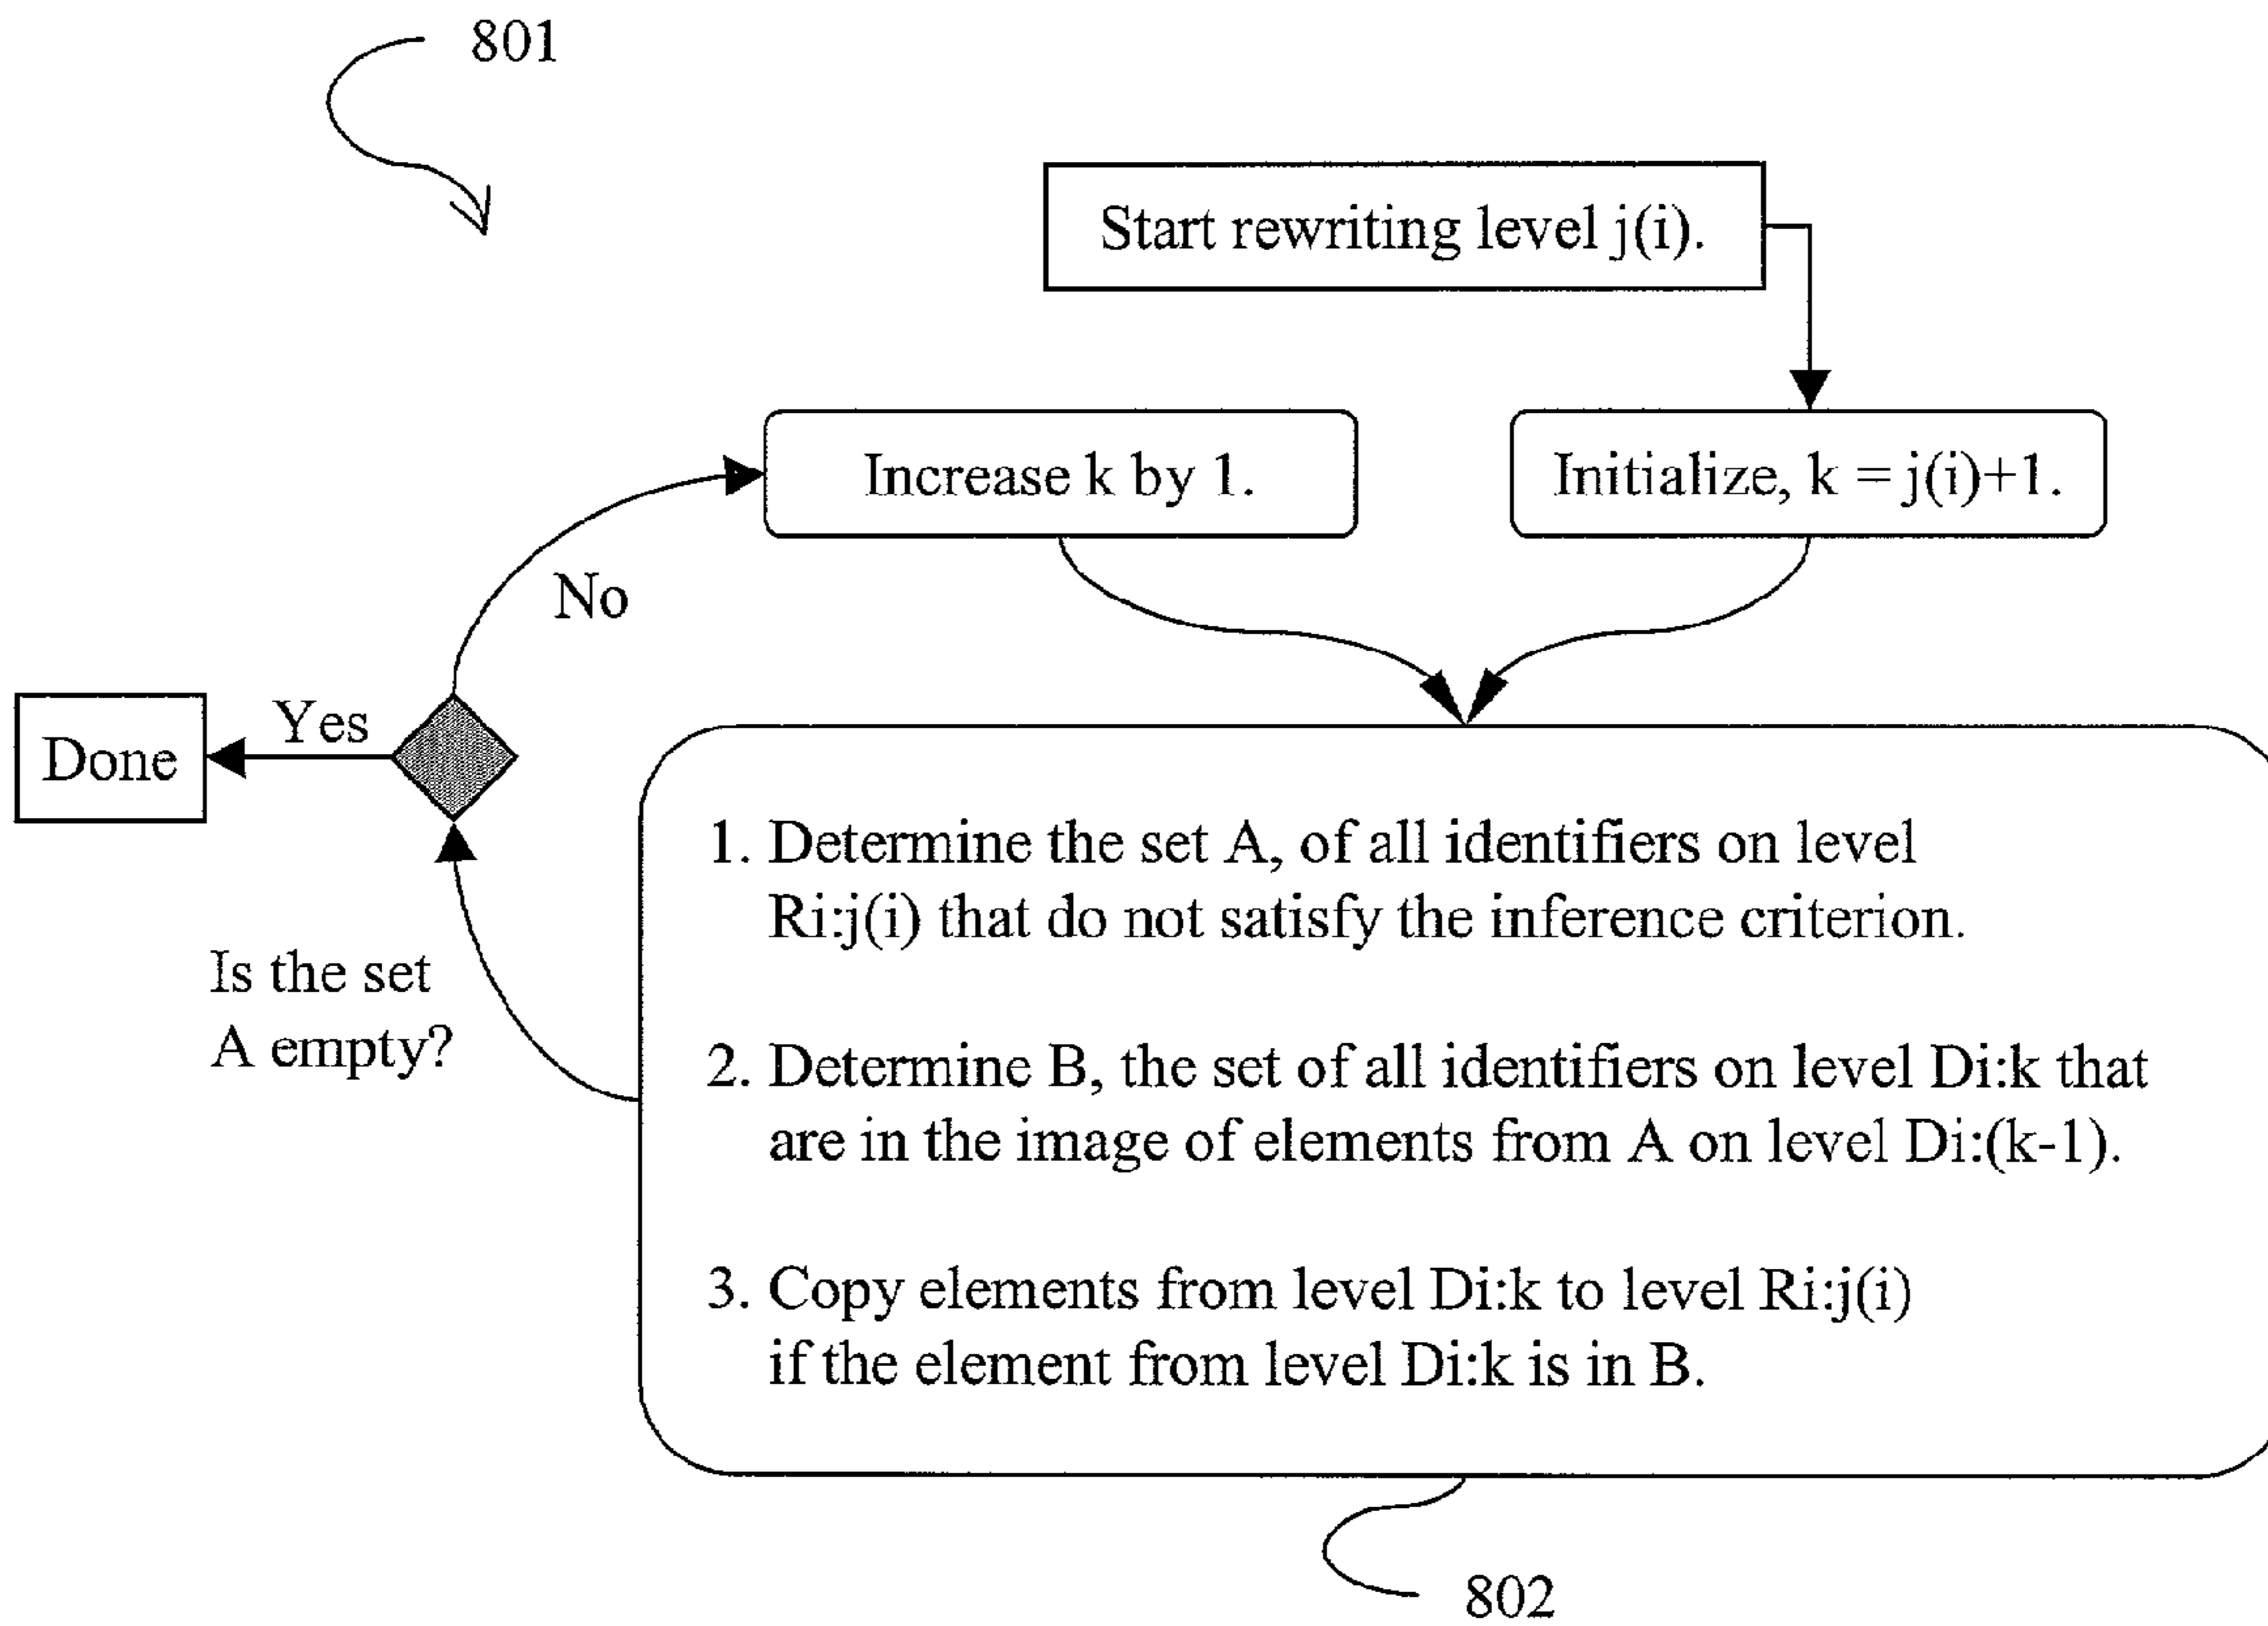 801
Start rewriting level j(i).
Increase k by 1.
Initialize, k = j(i)+1.
No
Yes
Done
Is the set
A empty?
1. Determine the set A, of all identifiers on level
Ri:j(i) that do not satisfy the inference criterion.
2. Determine B, the set of all identifiers on level Di:k that
are in the image of elements from A on level Di:(k-1).
3. Copy elements from level Di:k to level Ri:j(i)
if the element from level Di:k is in B.
802